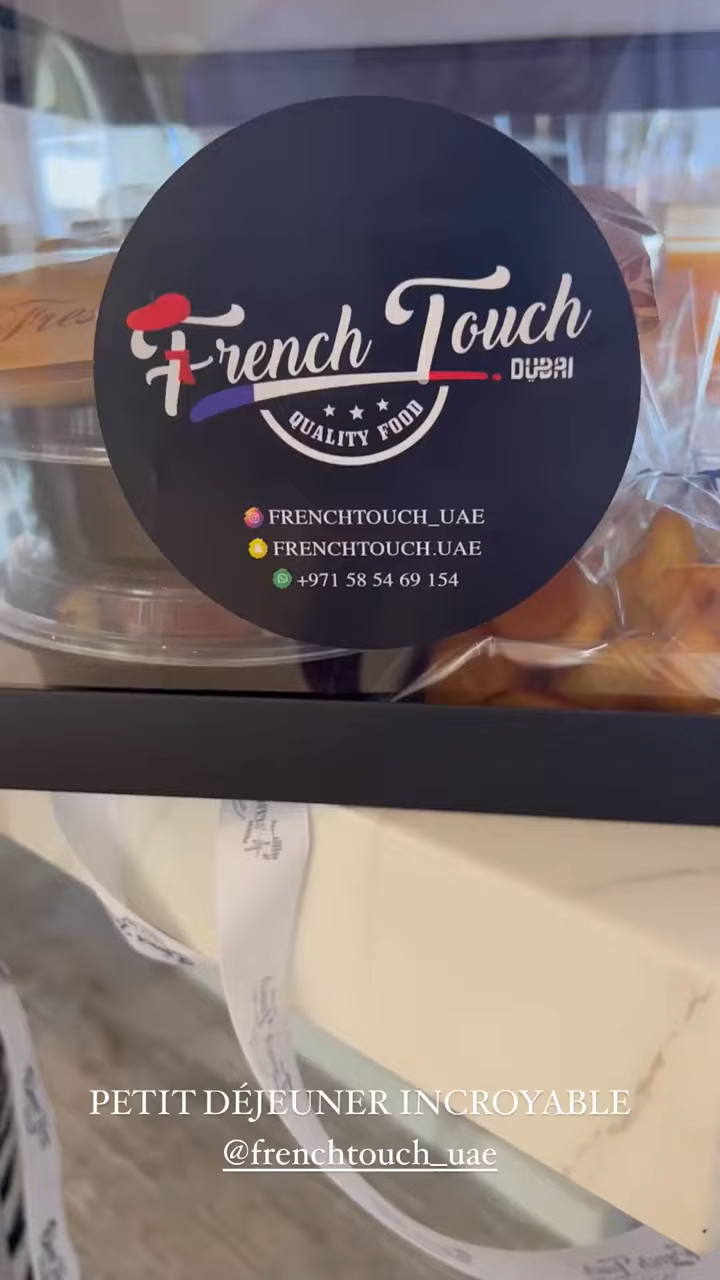 French Touch
DUBAI
QUALITY FOOD
FRENCHTOUCH_UAE
FRENCHTOUCH.UAE
+971 58 54 69 154
PETIT DÉJEUNER INCROYABLE
@frenchtouch_uae